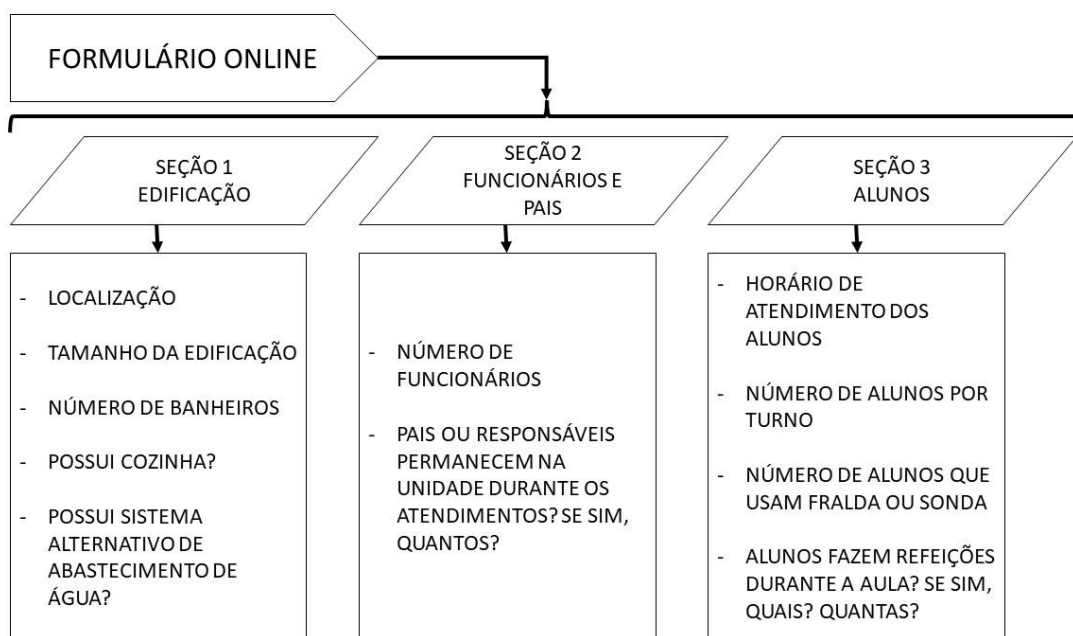 FORMULÁRIO ONLINE
SEÇÃO 1
EDIFICAÇÃO
- LOCALIZAÇÃO
- TAMANHO DA EDIFICAÇÃO
- NÚMERO DE BANHEIROS
- POSSUI COZINHA?
- POSSUI SISTEMA
ALTERNATIVO DE
ABASTECIMENTO DE
ÁGUA?
SEÇÃO 2
FUNCIONÁRIOS E
PAIS
- NÚMERO DE
FUNCIONÁRIOS
- PAIS OU RESPONSÁVEIS
PERMANECEM NA
UNIDADE DURANTE OS
ATENDIMENTOS? SE SIM,
QUANTOS?
SEÇÃO 3
ALUNOS
- HORÁRIO DE
ATENDIMENTO DOS
ALUNOS
- NÚMERO DE ALUNOS POR
TURNO
- NÚMERO DE ALUNOS QUE
USAM FRALDA OU SONDA
- ALUNOS FAZEM REFEIÇÕES
DURANTE A AULA? SE SIM,
QUAIS? QUANTAS?